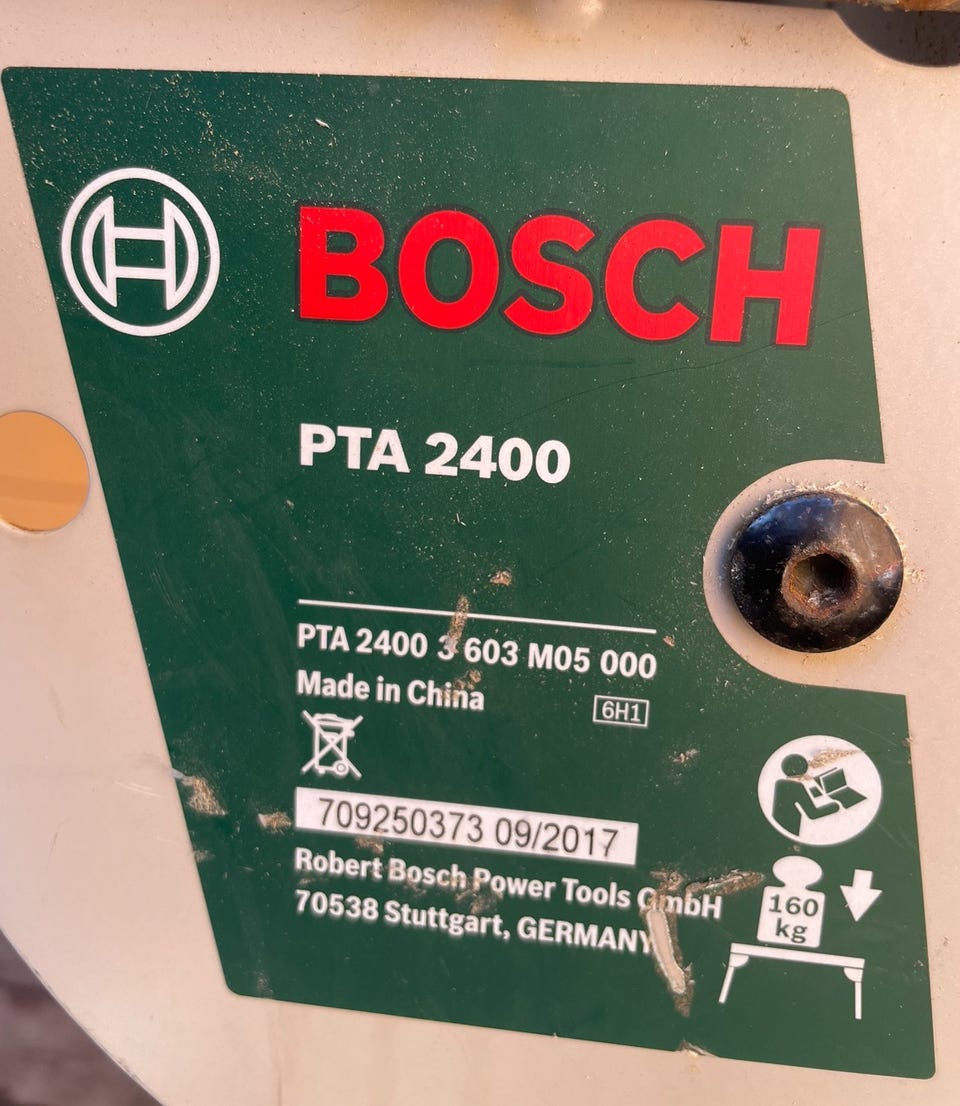 BOSCH
PTA 2400
PTA 2400 3 603 M05 000
Made in China
6H1
709250373 09/2017
Robert Bosch Power Tools GmbH
70538 Stuttgart, GERMANY
160
kg